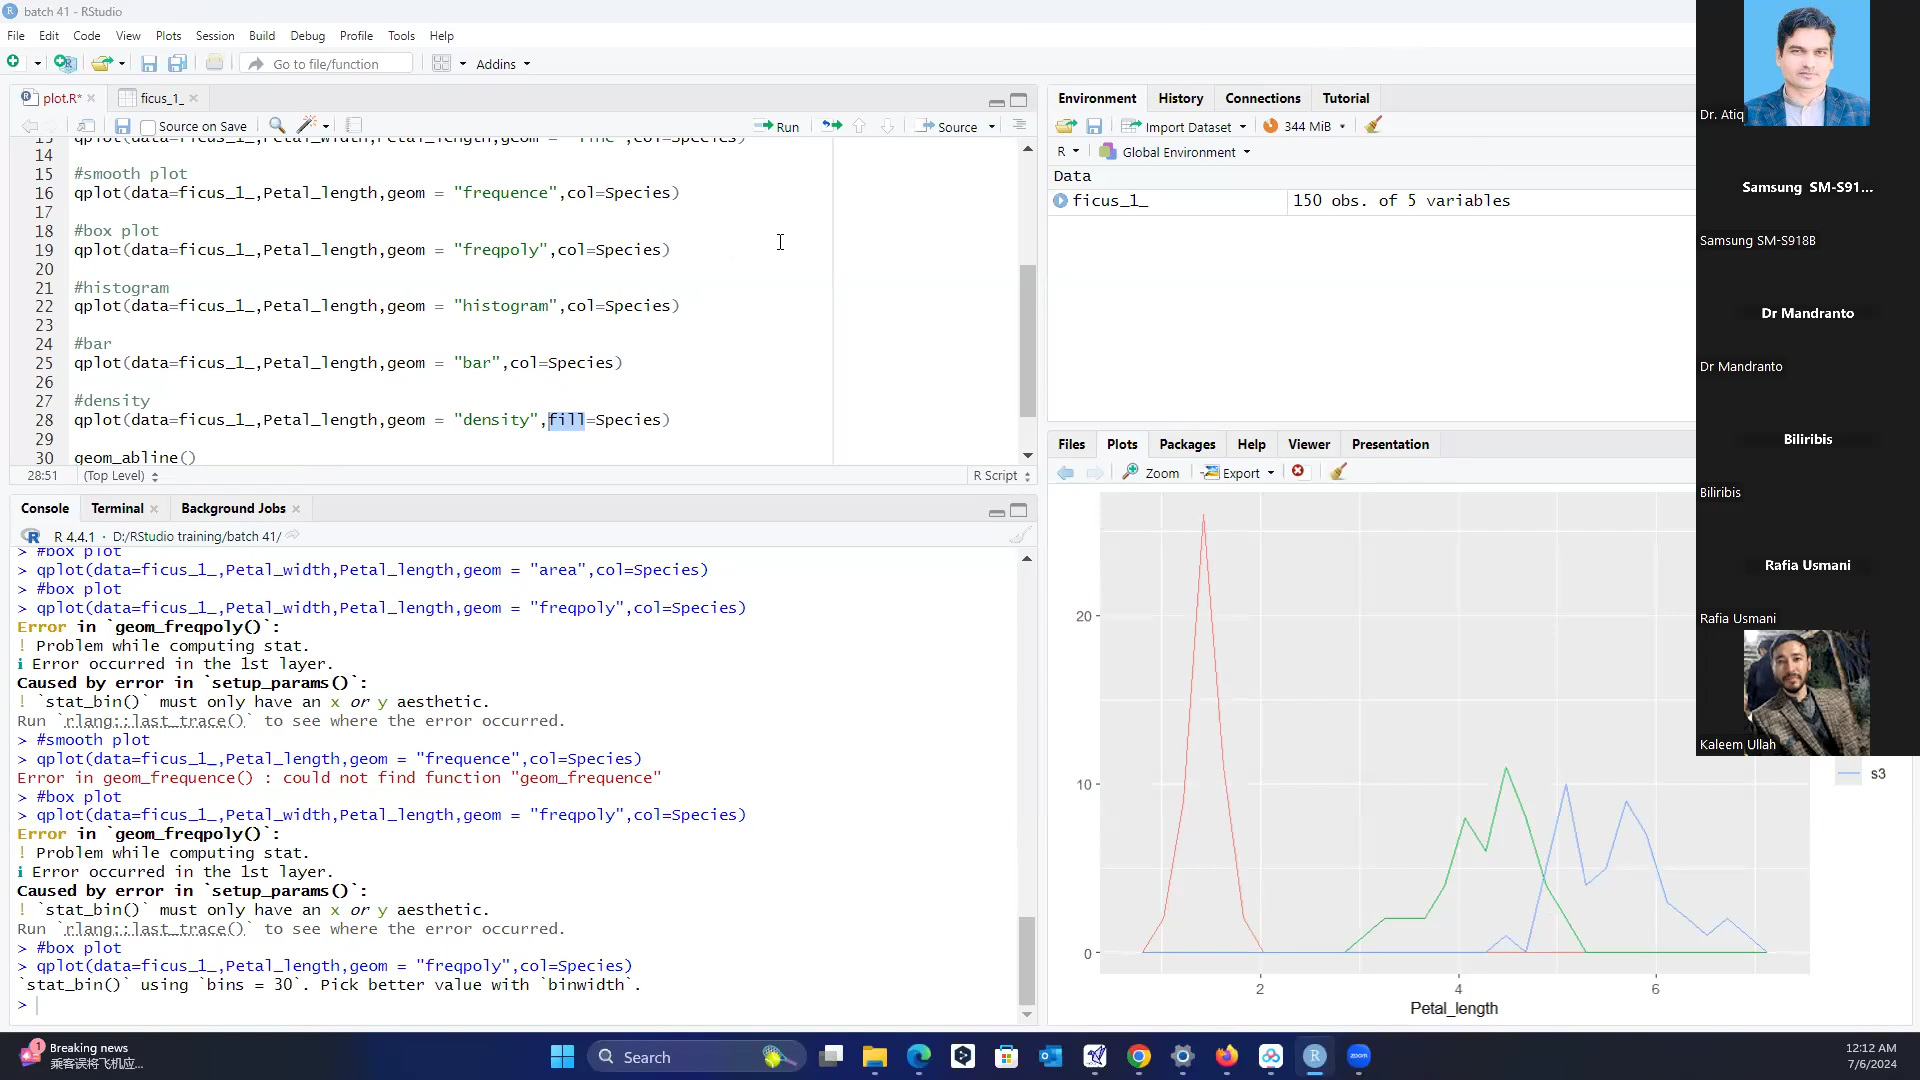 batch 41 - RStudio
File Edit Code View Plots Session Build Debug Profile Tools Help
Go to file/function
Addins
plot.R*
ficus_1_
Source on Save
Run
Source
14
15 #smooth plot
16 qplot(data=ficus_1_,Petal_length,geom = "frequence",col=Species)
17
18 #box plot
19 qplot(data=ficus_1_,Petal_length,geom = "freqpoly",col=Species)
20
21 #histogram
22 qplot(data=ficus_1_,Petal_length,geom = "histogram",col=Species)
23
24 #bar
25 qplot(data=ficus_1_,Petal_length,geom = "bar",col=Species)
26
27 #density
28 qplot(data=ficus_1_,Petal_length,geom = "density",fill=Species)
29
30 geom_abline()
28:51 (Top Level) R Script
Console Terminal Background Jobs
R 4.4.1 · D:/RStudio training/batch 41/
> #box plot
> qplot(data=ficus_1_,Petal_width,Petal_length,geom = "area",col=Species)
> #box plot
> qplot(data=ficus_1_,Petal_width,Petal_length,geom = "freqpoly",col=Species)
Error in `geom_freqpoly()`:
! Problem while computing stat.
ℹ Error occurred in the 1st layer.
Caused by error in `setup_params()`:
! `stat_bin()` must only have an x or y aesthetic.
Run `rlang::last_trace()` to see where the error occurred.
> #smooth plot
> qplot(data=ficus_1_,Petal_length,geom = "frequence",col=Species)
Error in geom_frequence() : could not find function "geom_frequence"
> #box plot
> qplot(data=ficus_1_,Petal_width,Petal_length,geom = "freqpoly",col=Species)
Error in `geom_freqpoly()`:
! Problem while computing stat.
ℹ Error occurred in the 1st layer.
Caused by error in `setup_params()`:
! `stat_bin()` must only have an x or y aesthetic.
Run `rlang::last_trace()` to see where the error occurred.
> #box plot
> qplot(data=ficus_1_,Petal_length,geom = "freqpoly",col=Species)
`stat_bin()` using `bins = 30`. Pick better value with `binwidth`.
>
Environment History Connections Tutorial
Import Dataset 344 MiB
R Global Environment
Data
ficus_1_ 150 obs. of 5 variables
Files Plots Packages Help Viewer Presentation
Zoom Export
20
10
0
2 4 6
Petal_length
s3
Dr. Atiq
Samsung SM-S91...
Samsung SM-S918B
Dr Mandranto
Dr Mandranto
Biliribis
Biliribis
Rafia Usmani
Rafia Usmani
Kaleem Ullah
1
Breaking news
乘客误将飞机应...
Search
zoom
12:12 AM
7/6/2024